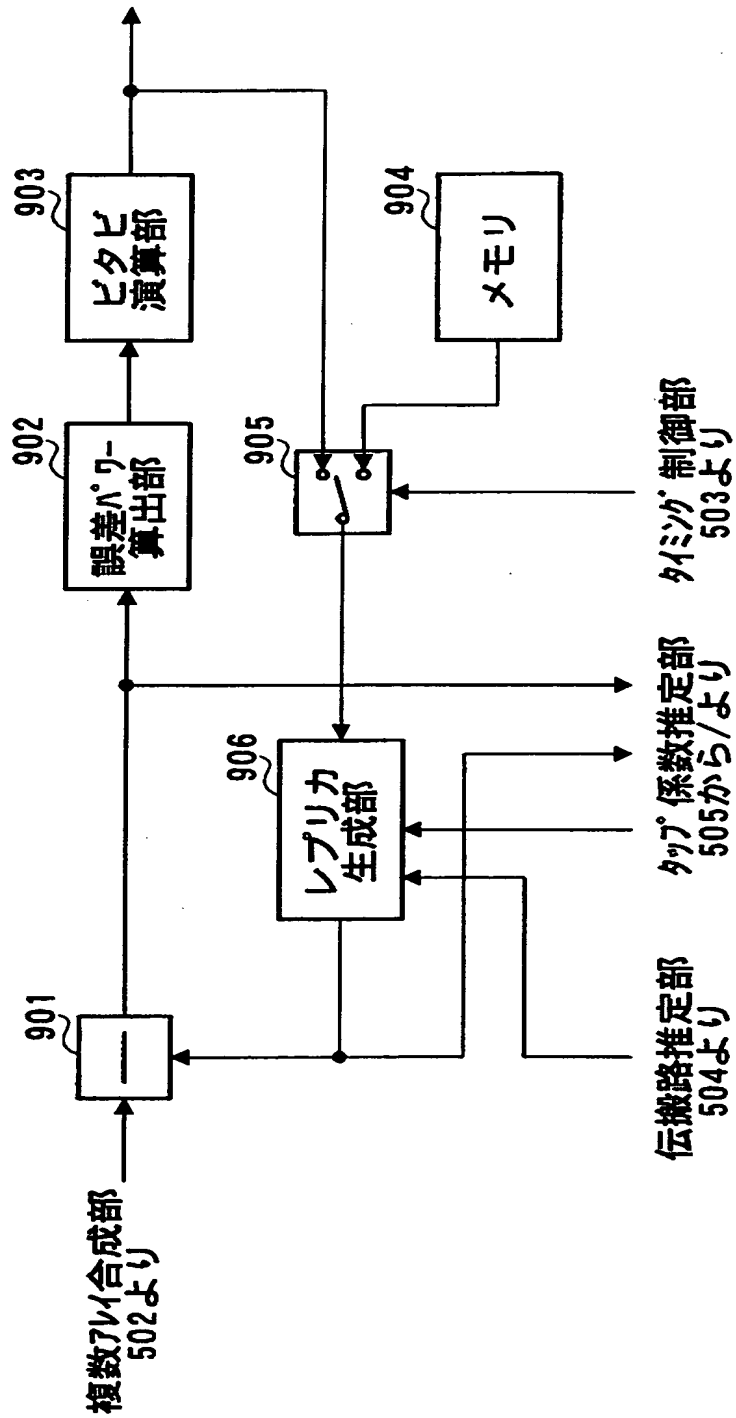 複数アレイ合成部
502より
901
902
誤差パワー
算出部
903
ビタビ
演算部
904
メモリ
905
906
レプリカ
生成部
伝搬路推定部
504より
タップ係数推定部
505から/より
タイミング制御部
503より